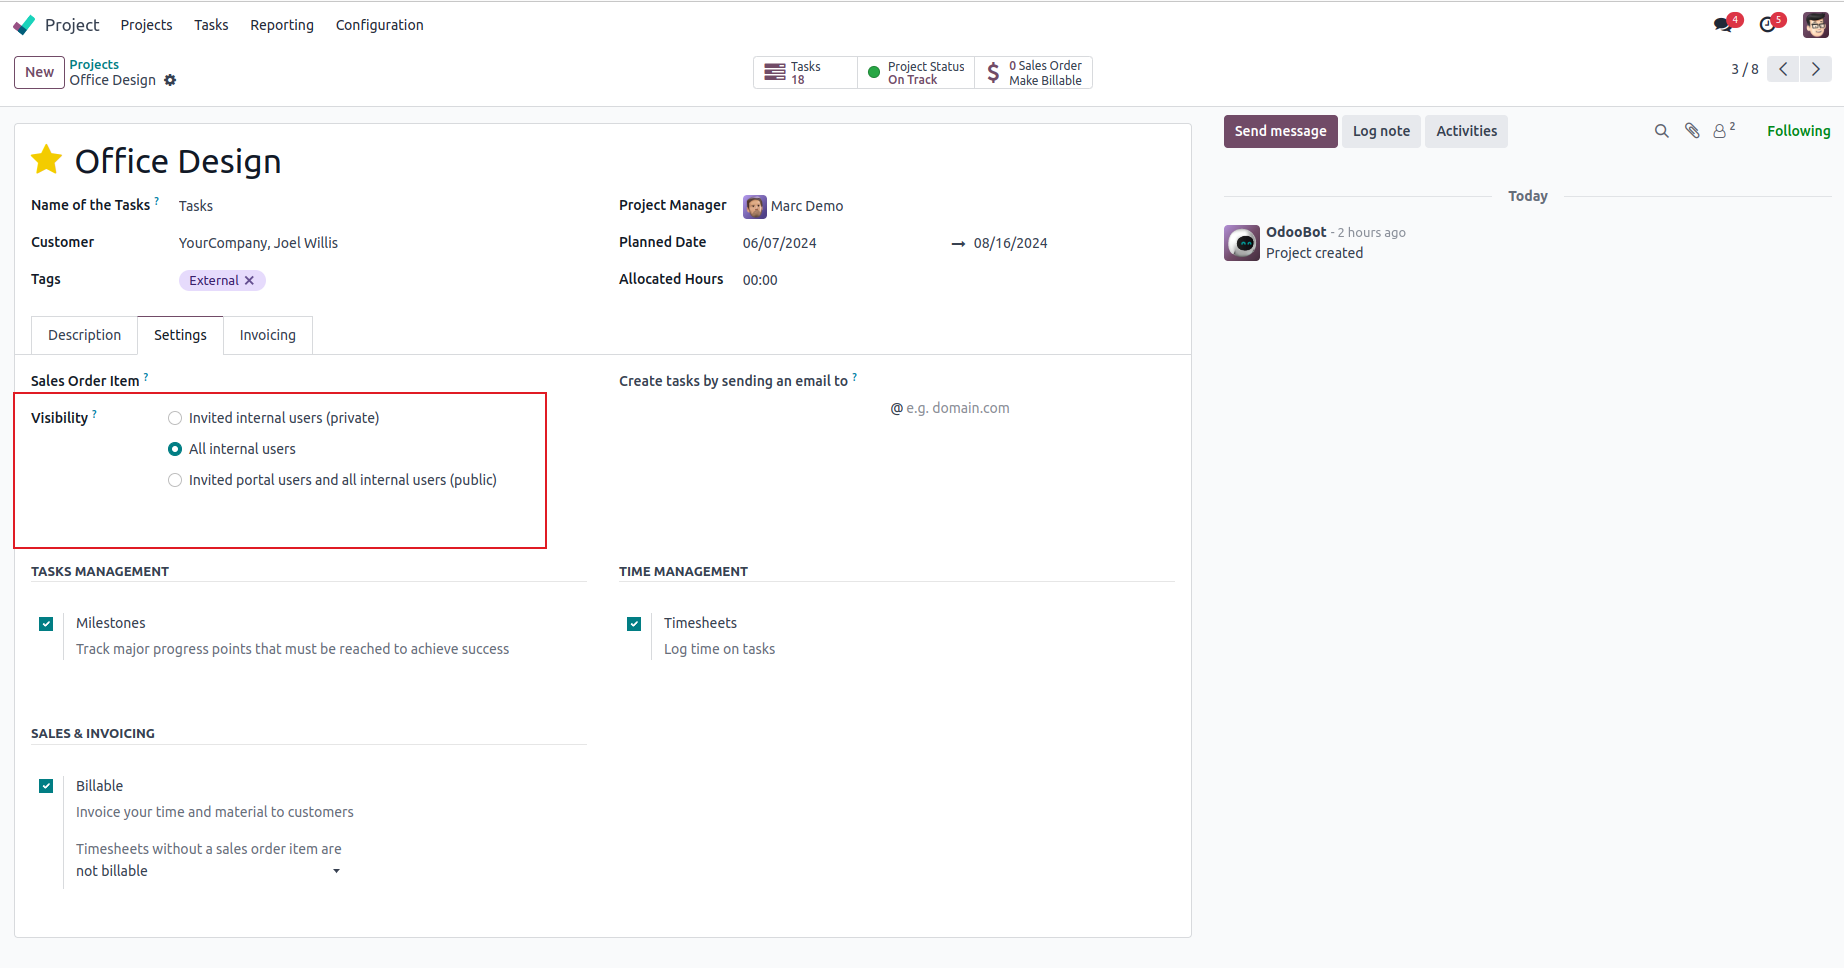 Project Projects Tasks Reporting Configuration 4 5
New Projects
Office Design
Tasks
18
Project Status
On Track
0 Sales Order
Make Billable
3 / 8
Office Design
Name of the Tasks ? Tasks
Customer YourCompany, Joel Willis
Tags External
Project Manager Marc Demo
Planned Date 06/07/2024 → 08/16/2024
Allocated Hours 00:00
Description Settings Invoicing
Sales Order Item ?
Visibility ? Invited internal users (private)
All internal users
Invited portal users and all internal users (public)
Create tasks by sending an email to ?
@ e.g. domain.com
TASKS MANAGEMENT
Milestones
Track major progress points that must be reached to achieve success
TIME MANAGEMENT
Timesheets
Log time on tasks
SALES & INVOICING
Billable
Invoice your time and material to customers
Timesheets without a sales order item are
not billable
Send message Log note Activities 2 Following
Today
OdooBot - 2 hours ago
Project created